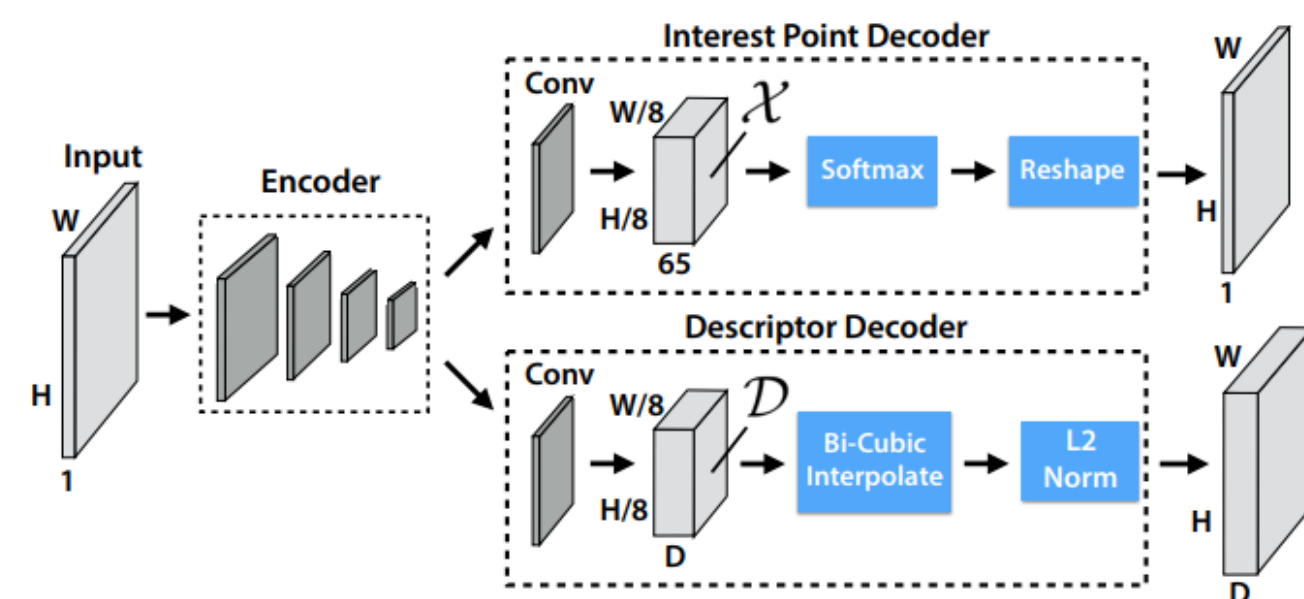 Input
W
H
1
Encoder
Interest Point Decoder
Conv
W/8
H/8
65
𝒳
Softmax
Reshape
W
H
1
Descriptor Decoder
Conv
W/8
H/8
D
𝒟
Bi-Cubic
Interpolate
L2
Norm
W
H
D